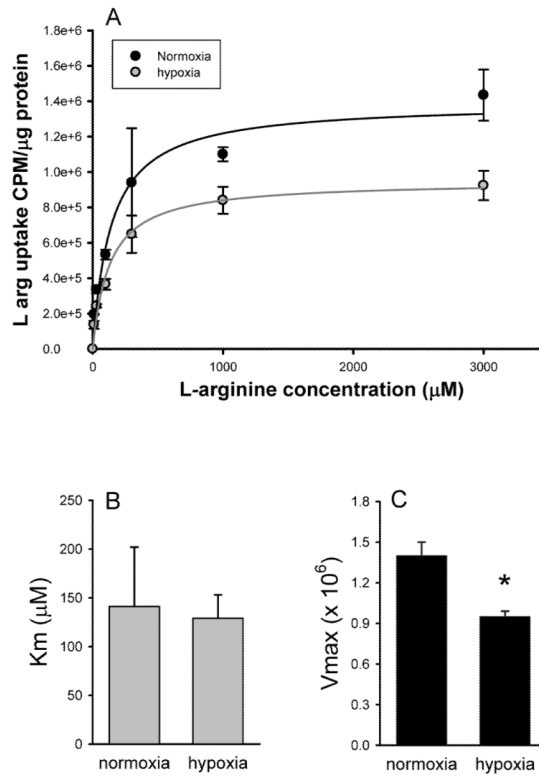 A
1.8e+6
1.6e+6
1.4e+6
1.2e+6
1.0e+6
8.0e+5
6.0e+5
4.0e+5
2.0e+5
0.0
L arg uptake CPM/μg protein
Normoxia
hypoxia
0 1000 2000 3000
L-arginine concentration (μM)
B
250
200
150
100
50
0
Km (μM)
normoxia hypoxia
C
1.8
1.5
1.2
0.9
0.6
0.3
0.0
Vmax (x 10⁶)
*
normoxia hypoxia